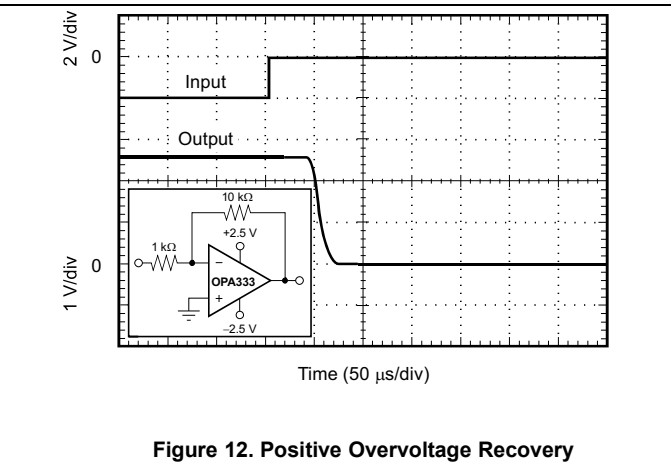 2 V/div
0
Input
Output
10 kΩ
+2.5 V
1 kΩ
−
OPA333
+
−2.5 V
1 V/div
0
Time (50 μs/div)
Figure 12. Positive Overvoltage Recovery